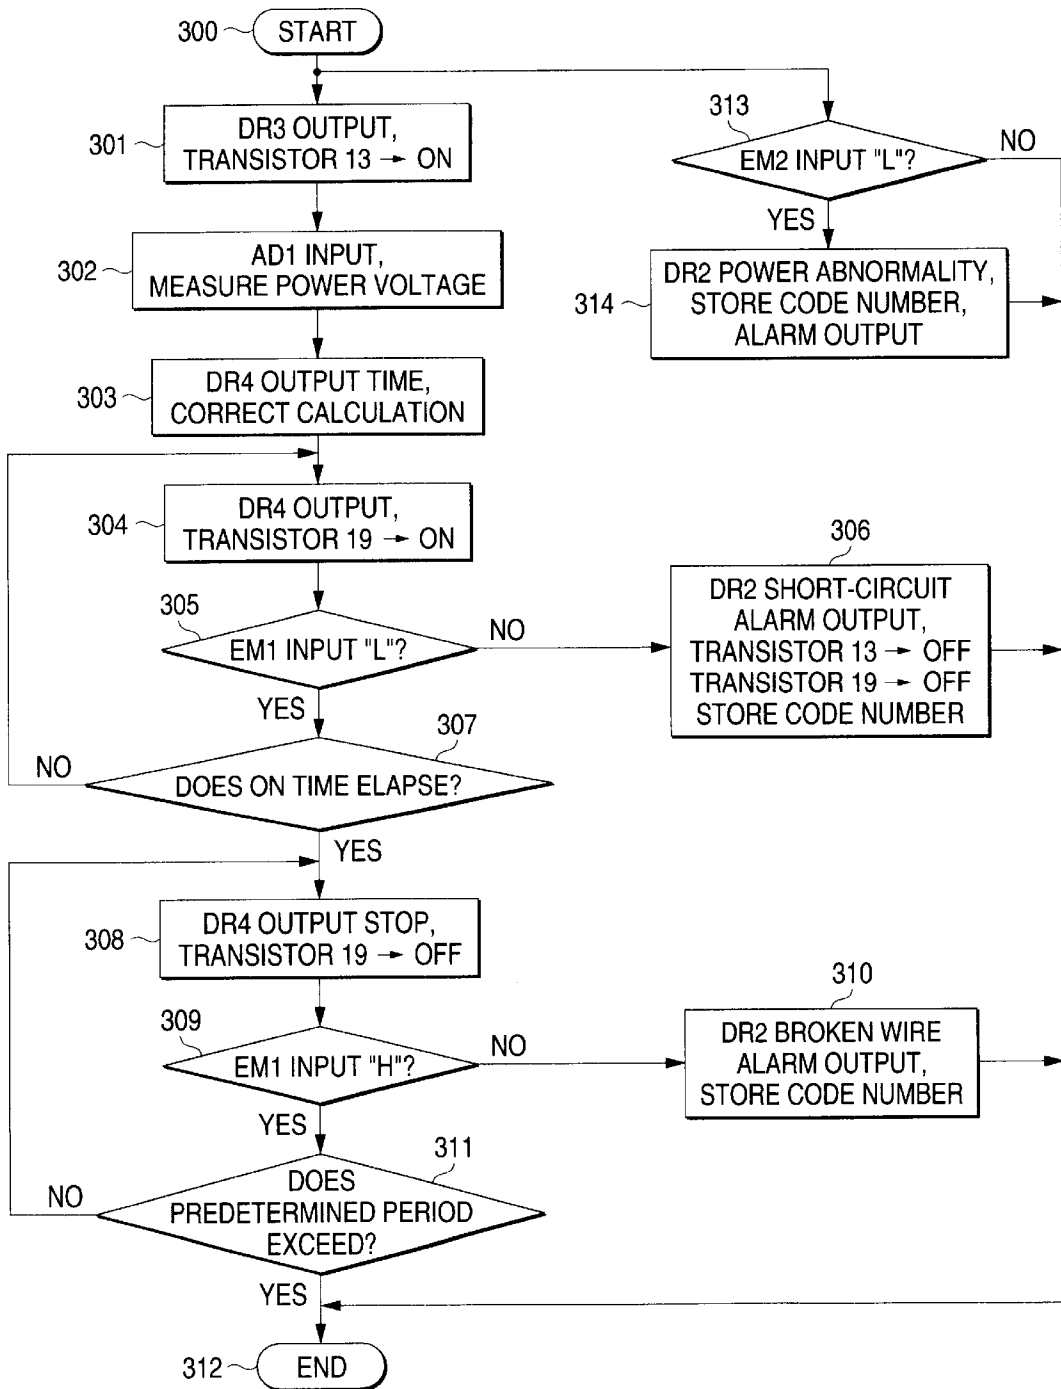 300
START
301
DR3 OUTPUT,
TRANSISTOR 13 → ON
313
EM2 INPUT "L"?
NO
YES
302
AD1 INPUT,
MEASURE POWER VOLTAGE
314
DR2 POWER ABNORMALITY,
STORE CODE NUMBER,
ALARM OUTPUT
303
DR4 OUTPUT TIME,
CORRECT CALCULATION
304
DR4 OUTPUT,
TRANSISTOR 19 → ON
305
EM1 INPUT "L"?
NO
YES
306
DR2 SHORT-CIRCUIT
ALARM OUTPUT,
TRANSISTOR 13 → OFF
TRANSISTOR 19 → OFF
STORE CODE NUMBER
307
DOES ON TIME ELAPSE?
NO
YES
308
DR4 OUTPUT STOP,
TRANSISTOR 19 → OFF
309
EM1 INPUT "H"?
NO
YES
310
DR2 BROKEN WIRE
ALARM OUTPUT,
STORE CODE NUMBER
311
DOES
PREDETERMINED PERIOD
EXCEED?
NO
YES
312
END